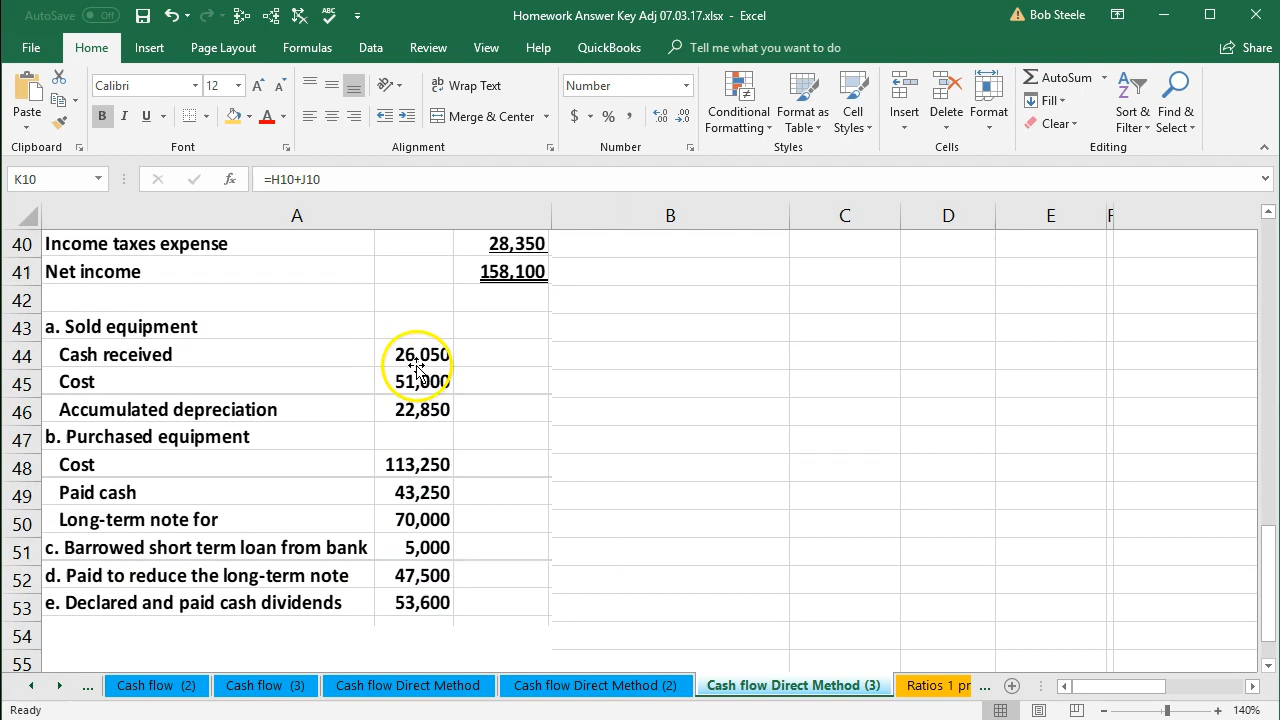 AutoSave Off
Homework Answer Key Adj 07.03.17.xlsx - Excel
Bob Steele
File Home Insert Page Layout Formulas Data Review View Help QuickBooks Tell me what you want to do Share
Calibri 12 Wrap Text Number AutoSum
Paste B I U A Merge & Center $ % , Conditional Formatting Format as Table Cell Styles Insert Delete Format Fill Clear Sort & Filter Find & Select
Clipboard Font Alignment Number Styles Cells Editing
K10 fx =H10+J10
A B C D E F
40 Income taxes expense 28,350
41 Net income 158,100
42
43 a. Sold equipment
44 Cash received 26,050
45 Cost 51,000
46 Accumulated depreciation 22,850
47 b. Purchased equipment
48 Cost 113,250
49 Paid cash 43,250
50 Long-term note for 70,000
51 c. Barrowed short term loan from bank 5,000
52 d. Paid to reduce the long-term note 47,500
53 e. Declared and paid cash dividends 53,600
54
55
... Cash flow (2) Cash flow (3) Cash flow Direct Method Cash flow Direct Method (2) Cash flow Direct Method (3) Ratios 1 pr ...
Ready 140%